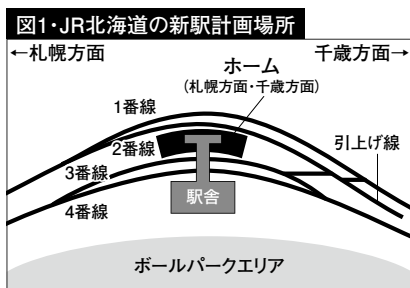 図1・JR北海道の新駅計画場所
←札幌方面
千歳方面→
ホーム
(札幌方面・千歳方面)
1番線
2番線
引上げ線
3番線
駅舎
4番線
ボールパークエリア